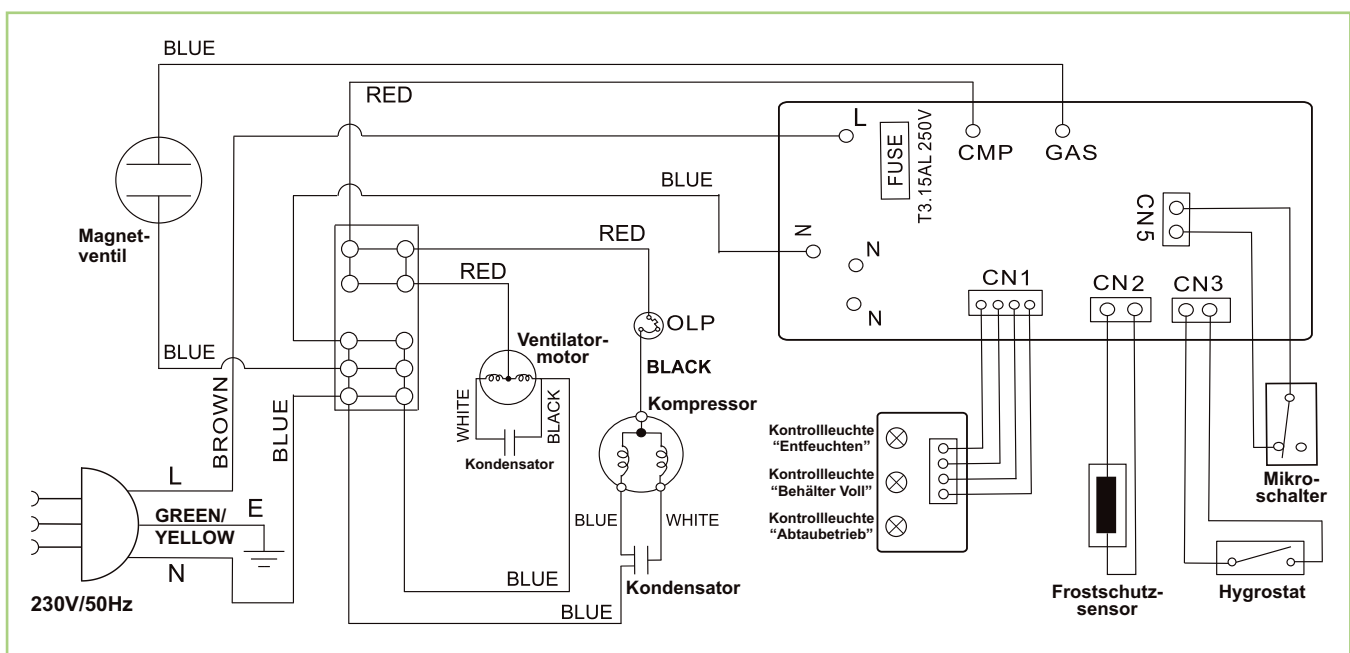 BLUE
RED
L
FUSE
T3.15AL 250V
CMP
GAS
BLUE
CN5
Magnet-
ventil
N
RED
N
RED
CN1
CN2
CN3
N
OLP
Ventilator-
motor
BLUE
BLACK
BROWN
BLUE
WHITE
BLACK
Kompressor
Kondensator
Kontrollleuchte
“Entfeuchten”
Kontrollleuchte
“Behälter Voll”
Kontrollleuchte
“Abtaubetrieb”
Mikro-
schalter
L
GREEN/
YELLOW
E
N
BLUE
WHITE
BLUE
Kondensator
BLUE
Frostschutz-
sensor
Hygrostat
230V/50Hz